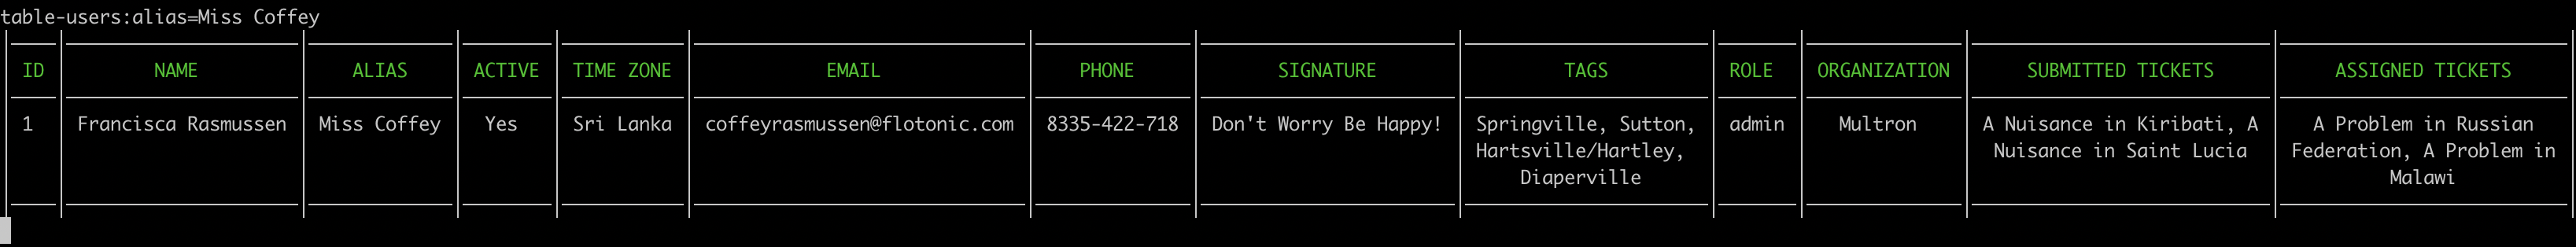 table-users:alias=Miss Coffey
ID NAME ALIAS ACTIVE TIME ZONE EMAIL PHONE SIGNATURE TAGS ROLE ORGANIZATION SUBMITTED TICKETS ASSIGNED TICKETS
1 Francisca Rasmussen Miss Coffey Yes Sri Lanka coffeyrasmussen@flotonic.com 8335-422-718 Don't Worry Be Happy! Springville, Sutton, admin Multron A Nuisance in Kiribati, A A Problem in Russian
Hartsville/Hartley, Nuisance in Saint Lucia Federation, A Problem in
Diaperville Malawi